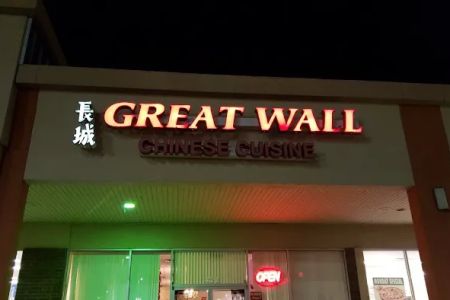 長城
GREAT WALL
CHINESE CUISINE
OPEN